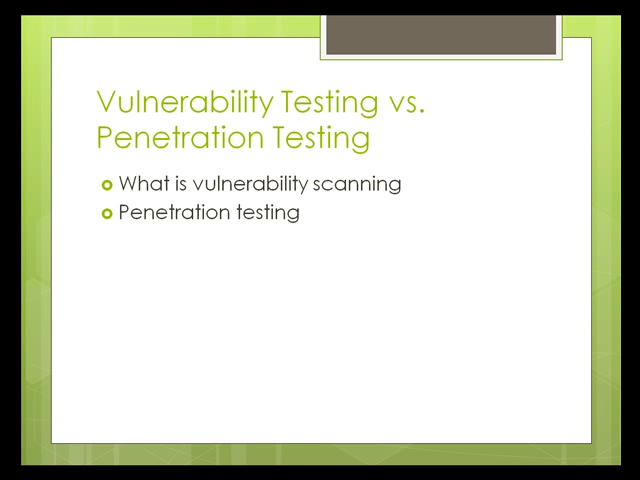 Vulnerability Testing vs.
Penetration Testing
What is vulnerability scanning
Penetration testing